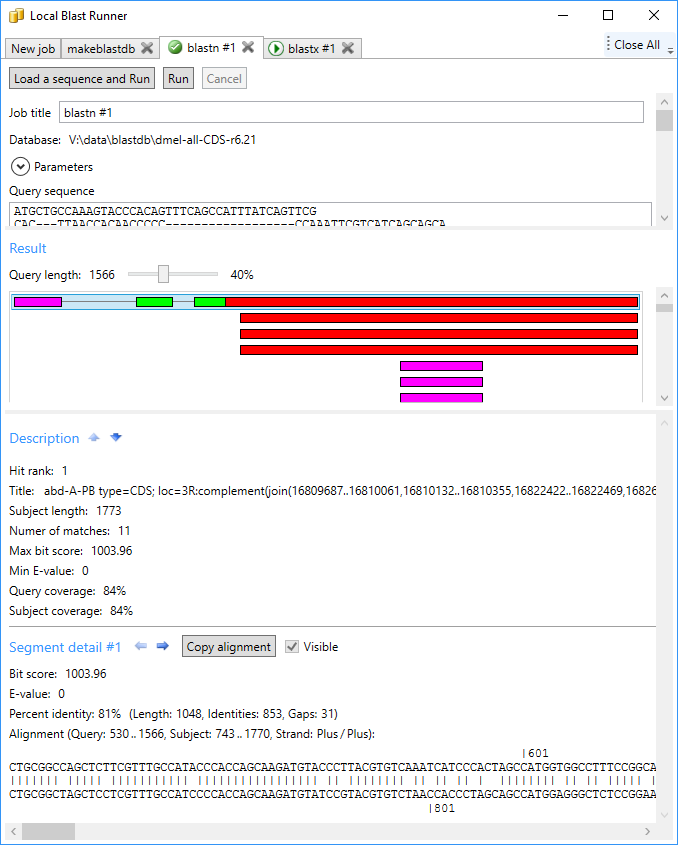 Local Blast Runner
New job makeblastdb blastn #1 blastx #1 Close All
Load a sequence and Run Run Cancel
Job title blastn #1
Database: V:\data\blastdb\dmel-all-CDS-r6.21
Parameters
Query sequence
ATGCTGCCAAAGTACCCACAGTTTCAGCCATTTATCAGTTCG
CAC---TTAACCACAACCCCC------------------CCAAATTCGTCATCAGCAGCA
Result
Query length: 1566 40%
Description
Hit rank: 1
Title: abd-A-PB type=CDS; loc=3R:complement(join(16809687..16810061,16810132..16810355,16822422..16822469,16826
Subject length: 1773
Numer of matches: 11
Max bit score: 1003.96
Min E-value: 0
Query coverage: 84%
Subject coverage: 84%
Segment detail #1 Copy alignment Visible
Bit score: 1003.96
E-value: 0
Percent identity: 81% (Length: 1048, Identities: 853, Gaps: 31)
Alignment (Query: 530 .. 1566, Subject: 743 .. 1770, Strand: Plus / Plus):
|601
CTGCGGCCAGCTCTTCGTTTGCCATACCCACCAGCAAGATGTACCCTTACGTGTCAAATCATCCCACTAGCCATGGTGGCCTTTCCGGCA
CTGCGGCTAGCTCCTCGTTTGCCATCCCCACCAGCAAGATGTATCCGTACGTGTCTAACCACCCTAGCAGCCATGGAGGGCTCTCCGGAA
|801